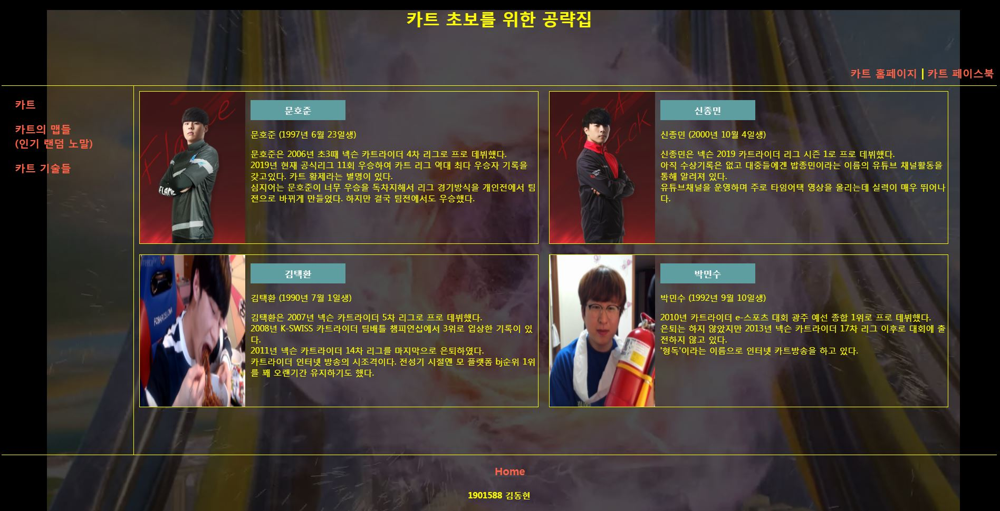 카트 초보를 위한 공략집
카트 홈페이지 | 카트 페이스북
카트
카트의 맵들
(인기 랜덤 노말)
카트 기술들
Flame
FLAME
문호준
문호준 (1997년 6월 23일생)
문호준은 2006년 초3때 넥슨 카트라이더 4차 리그로 프로 데뷔했다.
2019년 현재 공식리그 11회 우승하여 카트 리그 역대 최다 우승자 기록을
갖고있다. 카트 황제라는 별명이 있다.
심지어는 문호준이 너무 우승을 독차지해서 리그 경기방식을 개인전에서 팀
전으로 바뀌게 만들었다. 하지만 결국 팀전에서도 우승했다.
신종민
신종민 (2000년 10월 4일생)
신종민은 넥슨 2019 카트라이더 리그 시즌 1로 프로 데뷔했다.
아직 수상기록은 없고 대중들에겐 밥종민이라는 이름의 유튜브 채널활동을
통해 알려져 있다.
유튜브채널을 운영하며 주로 타임어택 영상을 올리는데 실력이 매우 뛰어나
다.
FCBARCELONA
김택환
김택환 (1990년 7월 1일생)
김택환은 2007년 넥슨 카트라이더 5차 리그로 프로 데뷔했다.
2008년 K-SWISS 카트라이더 팀배틀 챔피언십에서 3위로 입상한 기록이 있
다.
2011년 넥슨 카트라이더 14차 리그를 마지막으로 은퇴하였다.
카트라이더 인터넷 방송의 시조격이다. 전성기 시절엔 모 플랫폼 bj순위 1위
를 꽤 오랜기간 유지하기도 했다.
박민수
박민수 (1992년 9월 10일생)
2010년 카트라이더 e-스포츠 대회 광주 예선 종합 1위로 프로 데뷔했다.
은퇴는 하지 않았지만 2013년 넥슨 카트라이더 17차 리그 이후로 대회에 출
전하지 않고 있다.
'형독'이라는 이름으로 인터넷 카트방송을 하고 있다.
Home
1901588 김동현